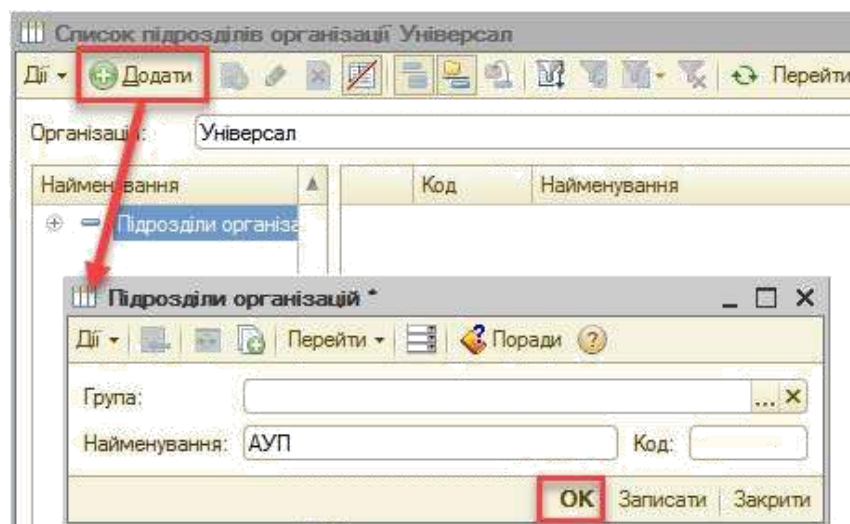 Список підрозділів організації Універсал
Дії Додати Перейти
Організація: Універсал
Найменування Код Найменування
Підрозділи організа
Підрозділи організацій *
Дії Перейти Поради ?
Група: ... ×
Найменування: АУП Код:
ОК Записати Закрити